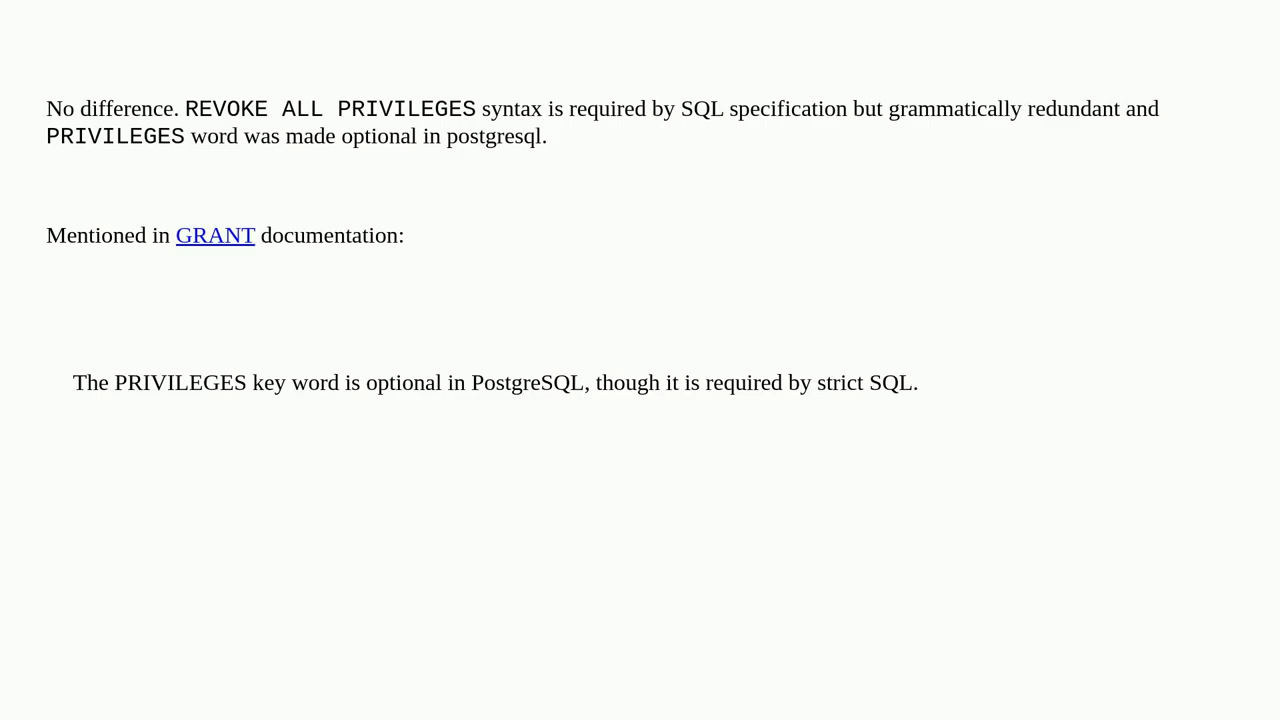 No difference. REVOKE ALL PRIVILEGES syntax is required by SQL specification but grammatically redundant and
PRIVILEGES word was made optional in postgresql.
Mentioned in GRANT documentation:
The PRIVILEGES key word is optional in PostgreSQL, though it is required by strict SQL.